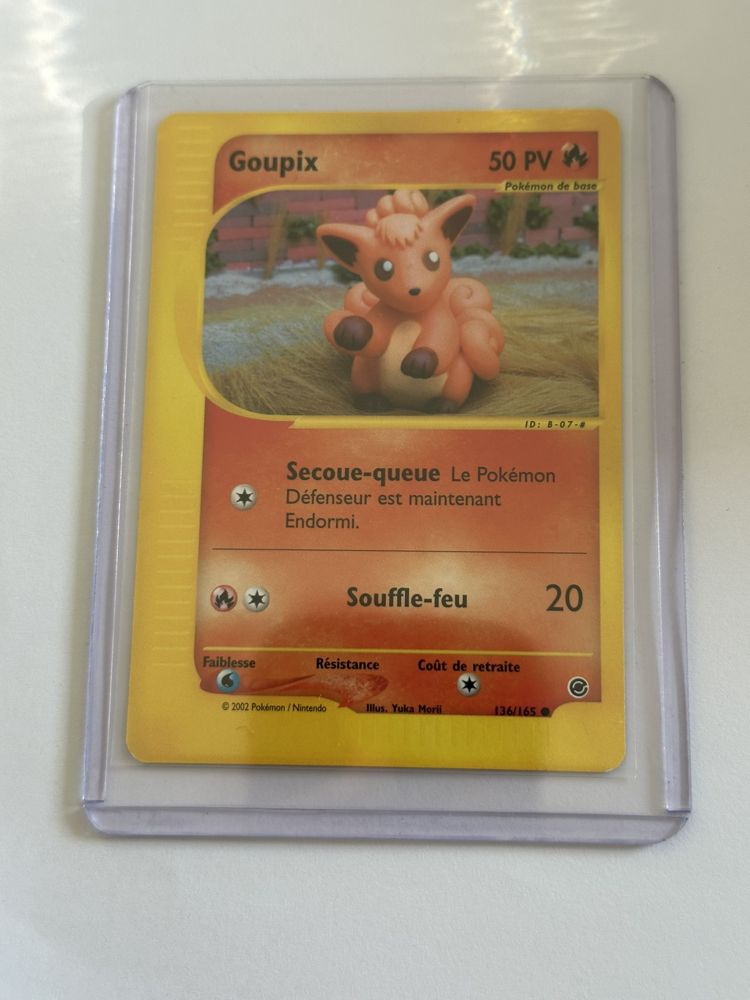 Goupix 50 PV
Pokémon de base
ID: B-07-#
Secoue-queue Le Pokémon
Défenseur est maintenant
Endormi.
Souffle-feu 20
Faiblesse Résistance Coût de retraite
© 2002 Pokémon / Nintendo Illus. Yuka Morii 136/165